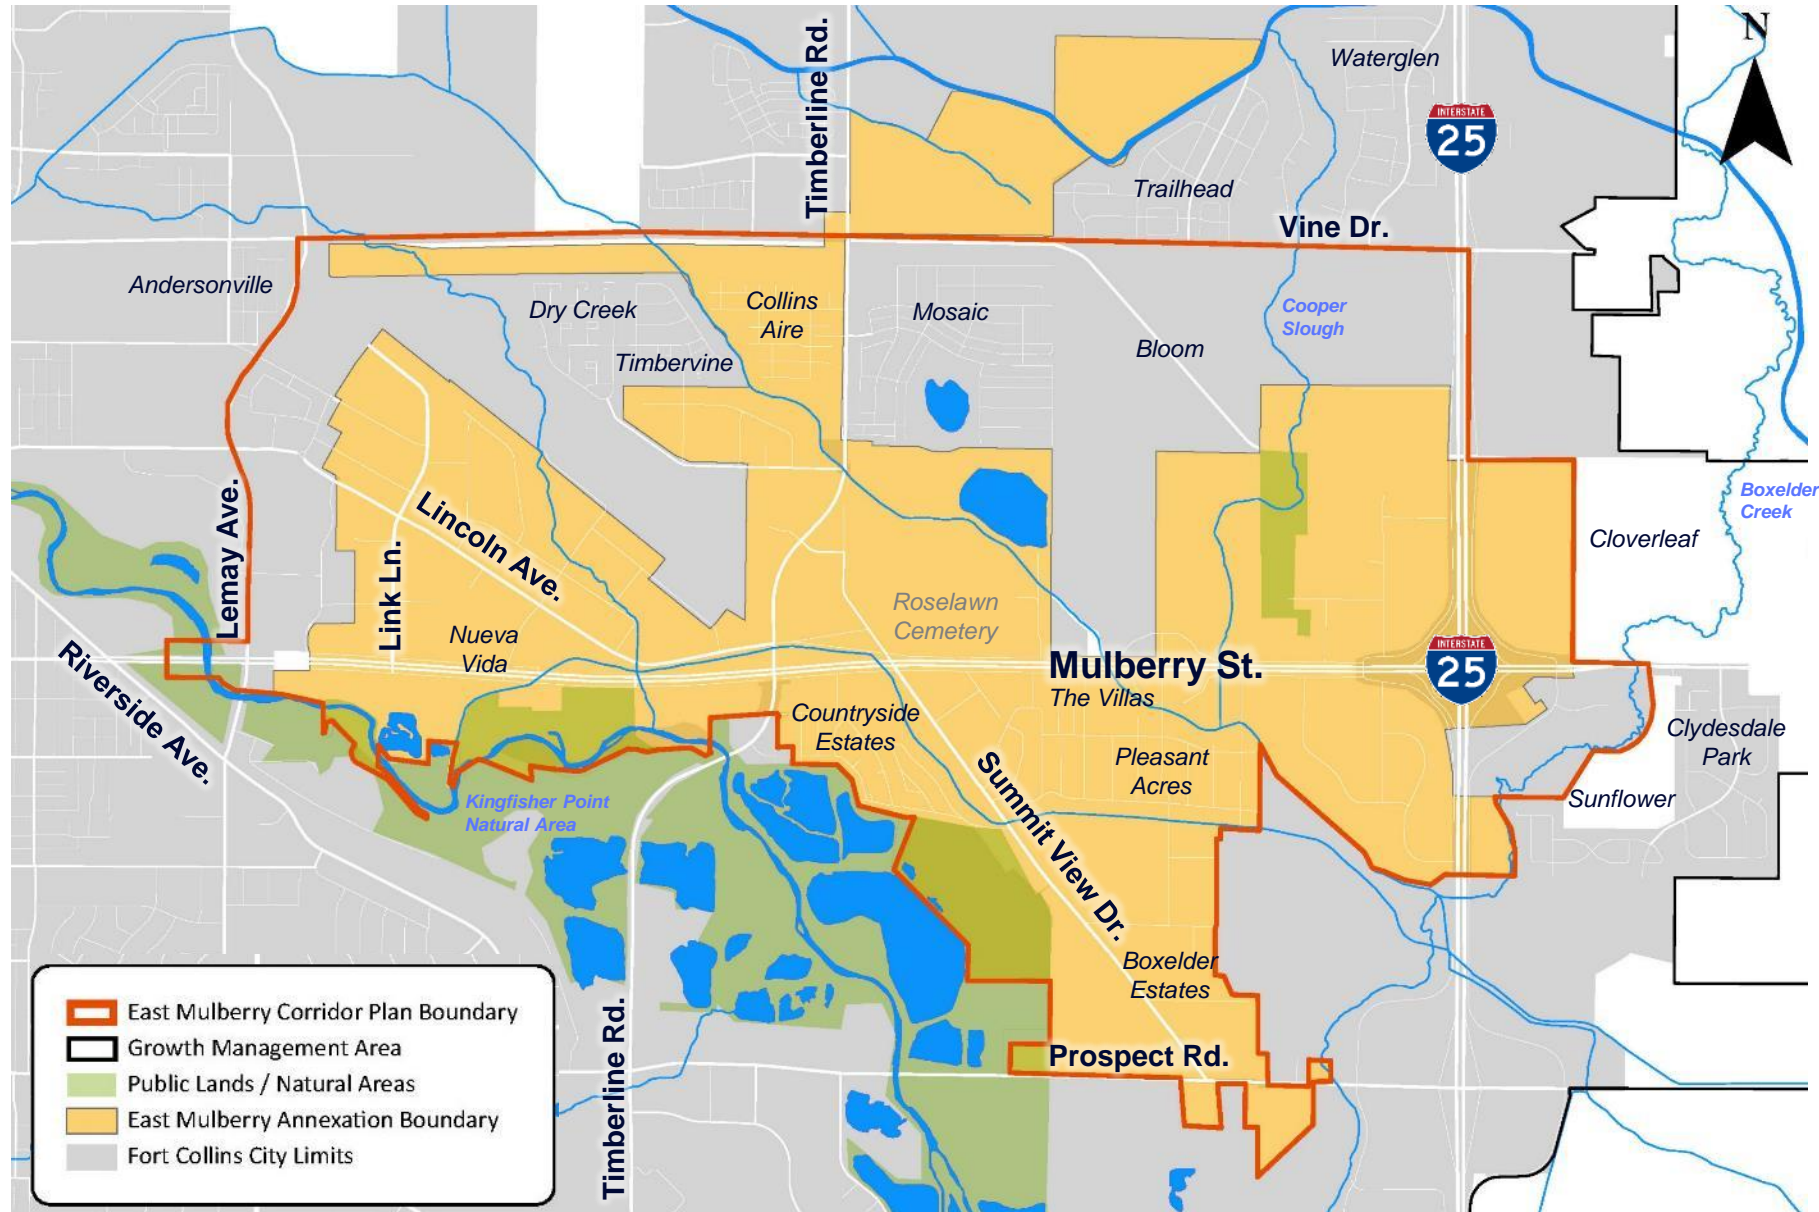 N
Waterglen
Timberline Rd.
INTERSTATE
25
Trailhead
Vine Dr.
Andersonville
Dry Creek
Collins
Aire
Mosaic
Cooper
Slough
Timbervine
Bloom
Lemay Ave.
Link Ln.
Lincoln Ave.
Boxelder
Creek
Cloverleaf
Roselawn
Cemetery
Nueva
Vida
Riverside Ave.
Mulberry St.
The Villas
INTERSTATE
25
Countryside
Estates
Clydesdale
Park
Pleasant
Acres
Summit View Dr.
Sunflower
Kingfisher Point
Natural Area
Boxelder
Estates
Timberline Rd.
Prospect Rd.
East Mulberry Corridor Plan Boundary
Growth Management Area
Public Lands / Natural Areas
East Mulberry Annexation Boundary
Fort Collins City Limits